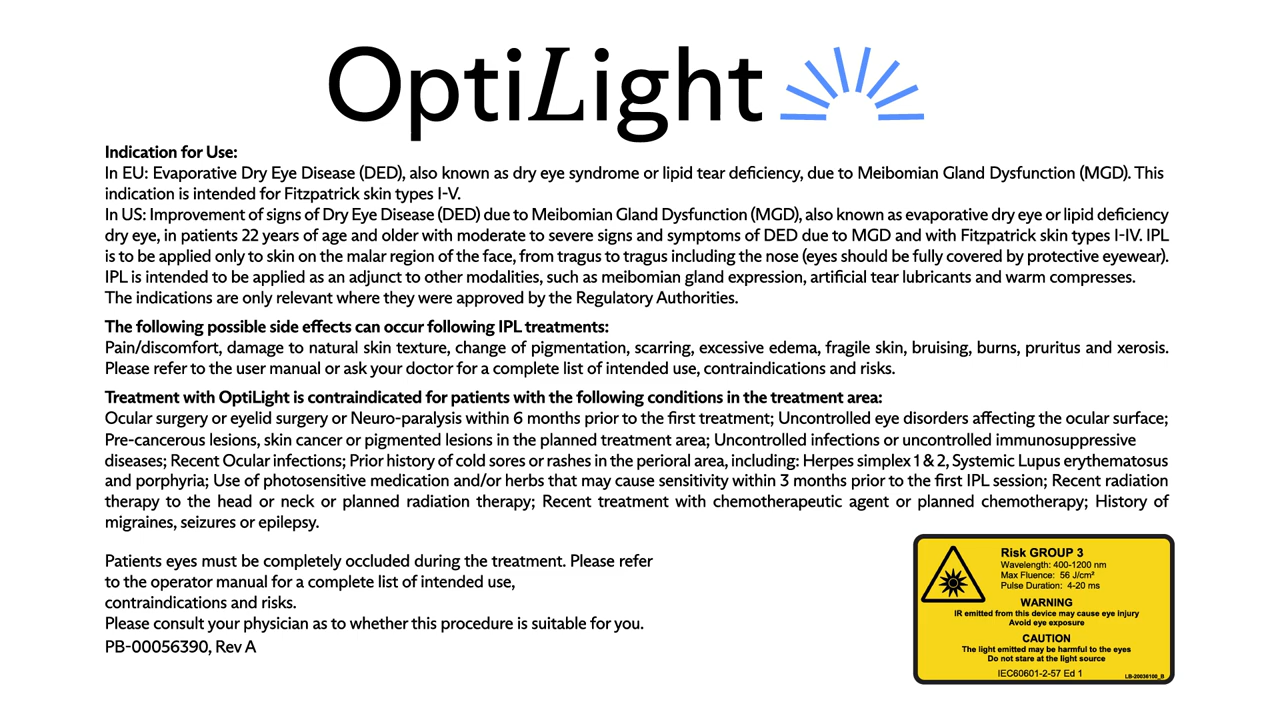 OptiLight
Indication for Use:
In EU: Evaporative Dry Eye Disease (DED), also known as dry eye syndrome or lipid tear deficiency, due to Meibomian Gland Dysfunction (MGD). This
indication is intended for Fitzpatrick skin types I-V.
In US: Improvement of signs of Dry Eye Disease (DED) due to Meibomian Gland Dysfunction (MGD), also known as evaporative dry eye or lipid deficiency
dry eye, in patients 22 years of age and older with moderate to severe signs and symptoms of DED due to MGD and with Fitzpatrick skin types I-IV. IPL
is to be applied only to skin on the malar region of the face, from tragus to tragus including the nose (eyes should be fully covered by protective eyewear).
IPL is intended to be applied as an adjunct to other modalities, such as meibomian gland expression, artificial tear lubricants and warm compresses.
The indications are only relevant where they were approved by the Regulatory Authorities.
The following possible side effects can occur following IPL treatments:
Pain/discomfort, damage to natural skin texture, change of pigmentation, scarring, excessive edema, fragile skin, bruising, burns, pruritus and xerosis.
Please refer to the user manual or ask your doctor for a complete list of intended use, contraindications and risks.
Treatment with OptiLight is contraindicated for patients with the following conditions in the treatment area:
Ocular surgery or eyelid surgery or Neuro-paralysis within 6 months prior to the first treatment; Uncontrolled eye disorders affecting the ocular surface;
Pre-cancerous lesions, skin cancer or pigmented lesions in the planned treatment area; Uncontrolled infections or uncontrolled immunosuppressive
diseases; Recent Ocular infections; Prior history of cold sores or rashes in the perioral area, including: Herpes simplex 1 & 2, Systemic Lupus erythematosus
and porphyria; Use of photosensitive medication and/or herbs that may cause sensitivity within 3 months prior to the first IPL session; Recent radiation
therapy to the head or neck or planned radiation therapy; Recent treatment with chemotherapeutic agent or planned chemotherapy; History of
migraines, seizures or epilepsy.
Patients eyes must be completely occluded during the treatment. Please refer
to the operator manual for a complete list of intended use,
contraindications and risks.
Please consult your physician as to whether this procedure is suitable for you.
PB-00056390, Rev A
Risk GROUP 3
Wavelength: 400-1200 nm
Max Fluence: 56 J/cm²
Pulse Duration: 4-20 ms
WARNING
IR emitted from this device may cause eye injury
Avoid eye exposure
CAUTION
The light emitted may be harmful to the eyes
Do not stare at the light source
IEC60601-2-57 Ed 1
LB-20030100_B